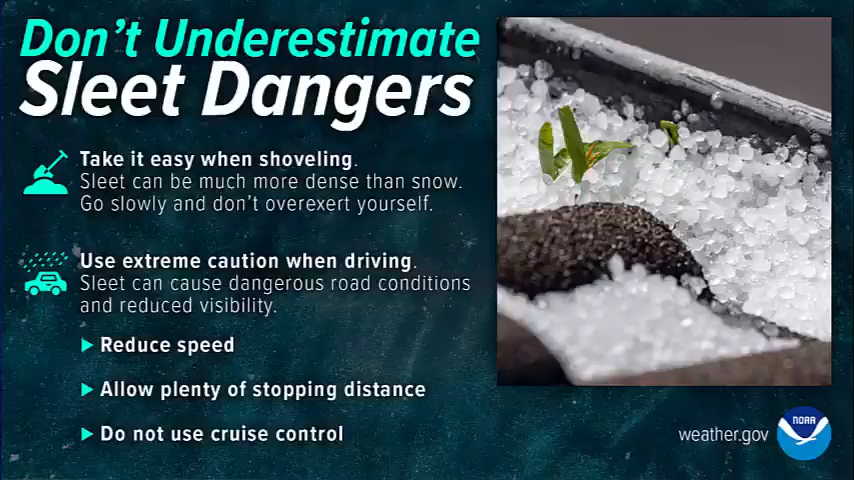 Don't Underestimate
Sleet Dangers
Take it easy when shoveling.
Sleet can be much more dense than snow.
Go slowly and don't overexert yourself.
Use extreme caution when driving.
Sleet can cause dangerous road conditions
and reduced visibility.
Reduce speed
Allow plenty of stopping distance
Do not use cruise control
weather.gov
NOAA